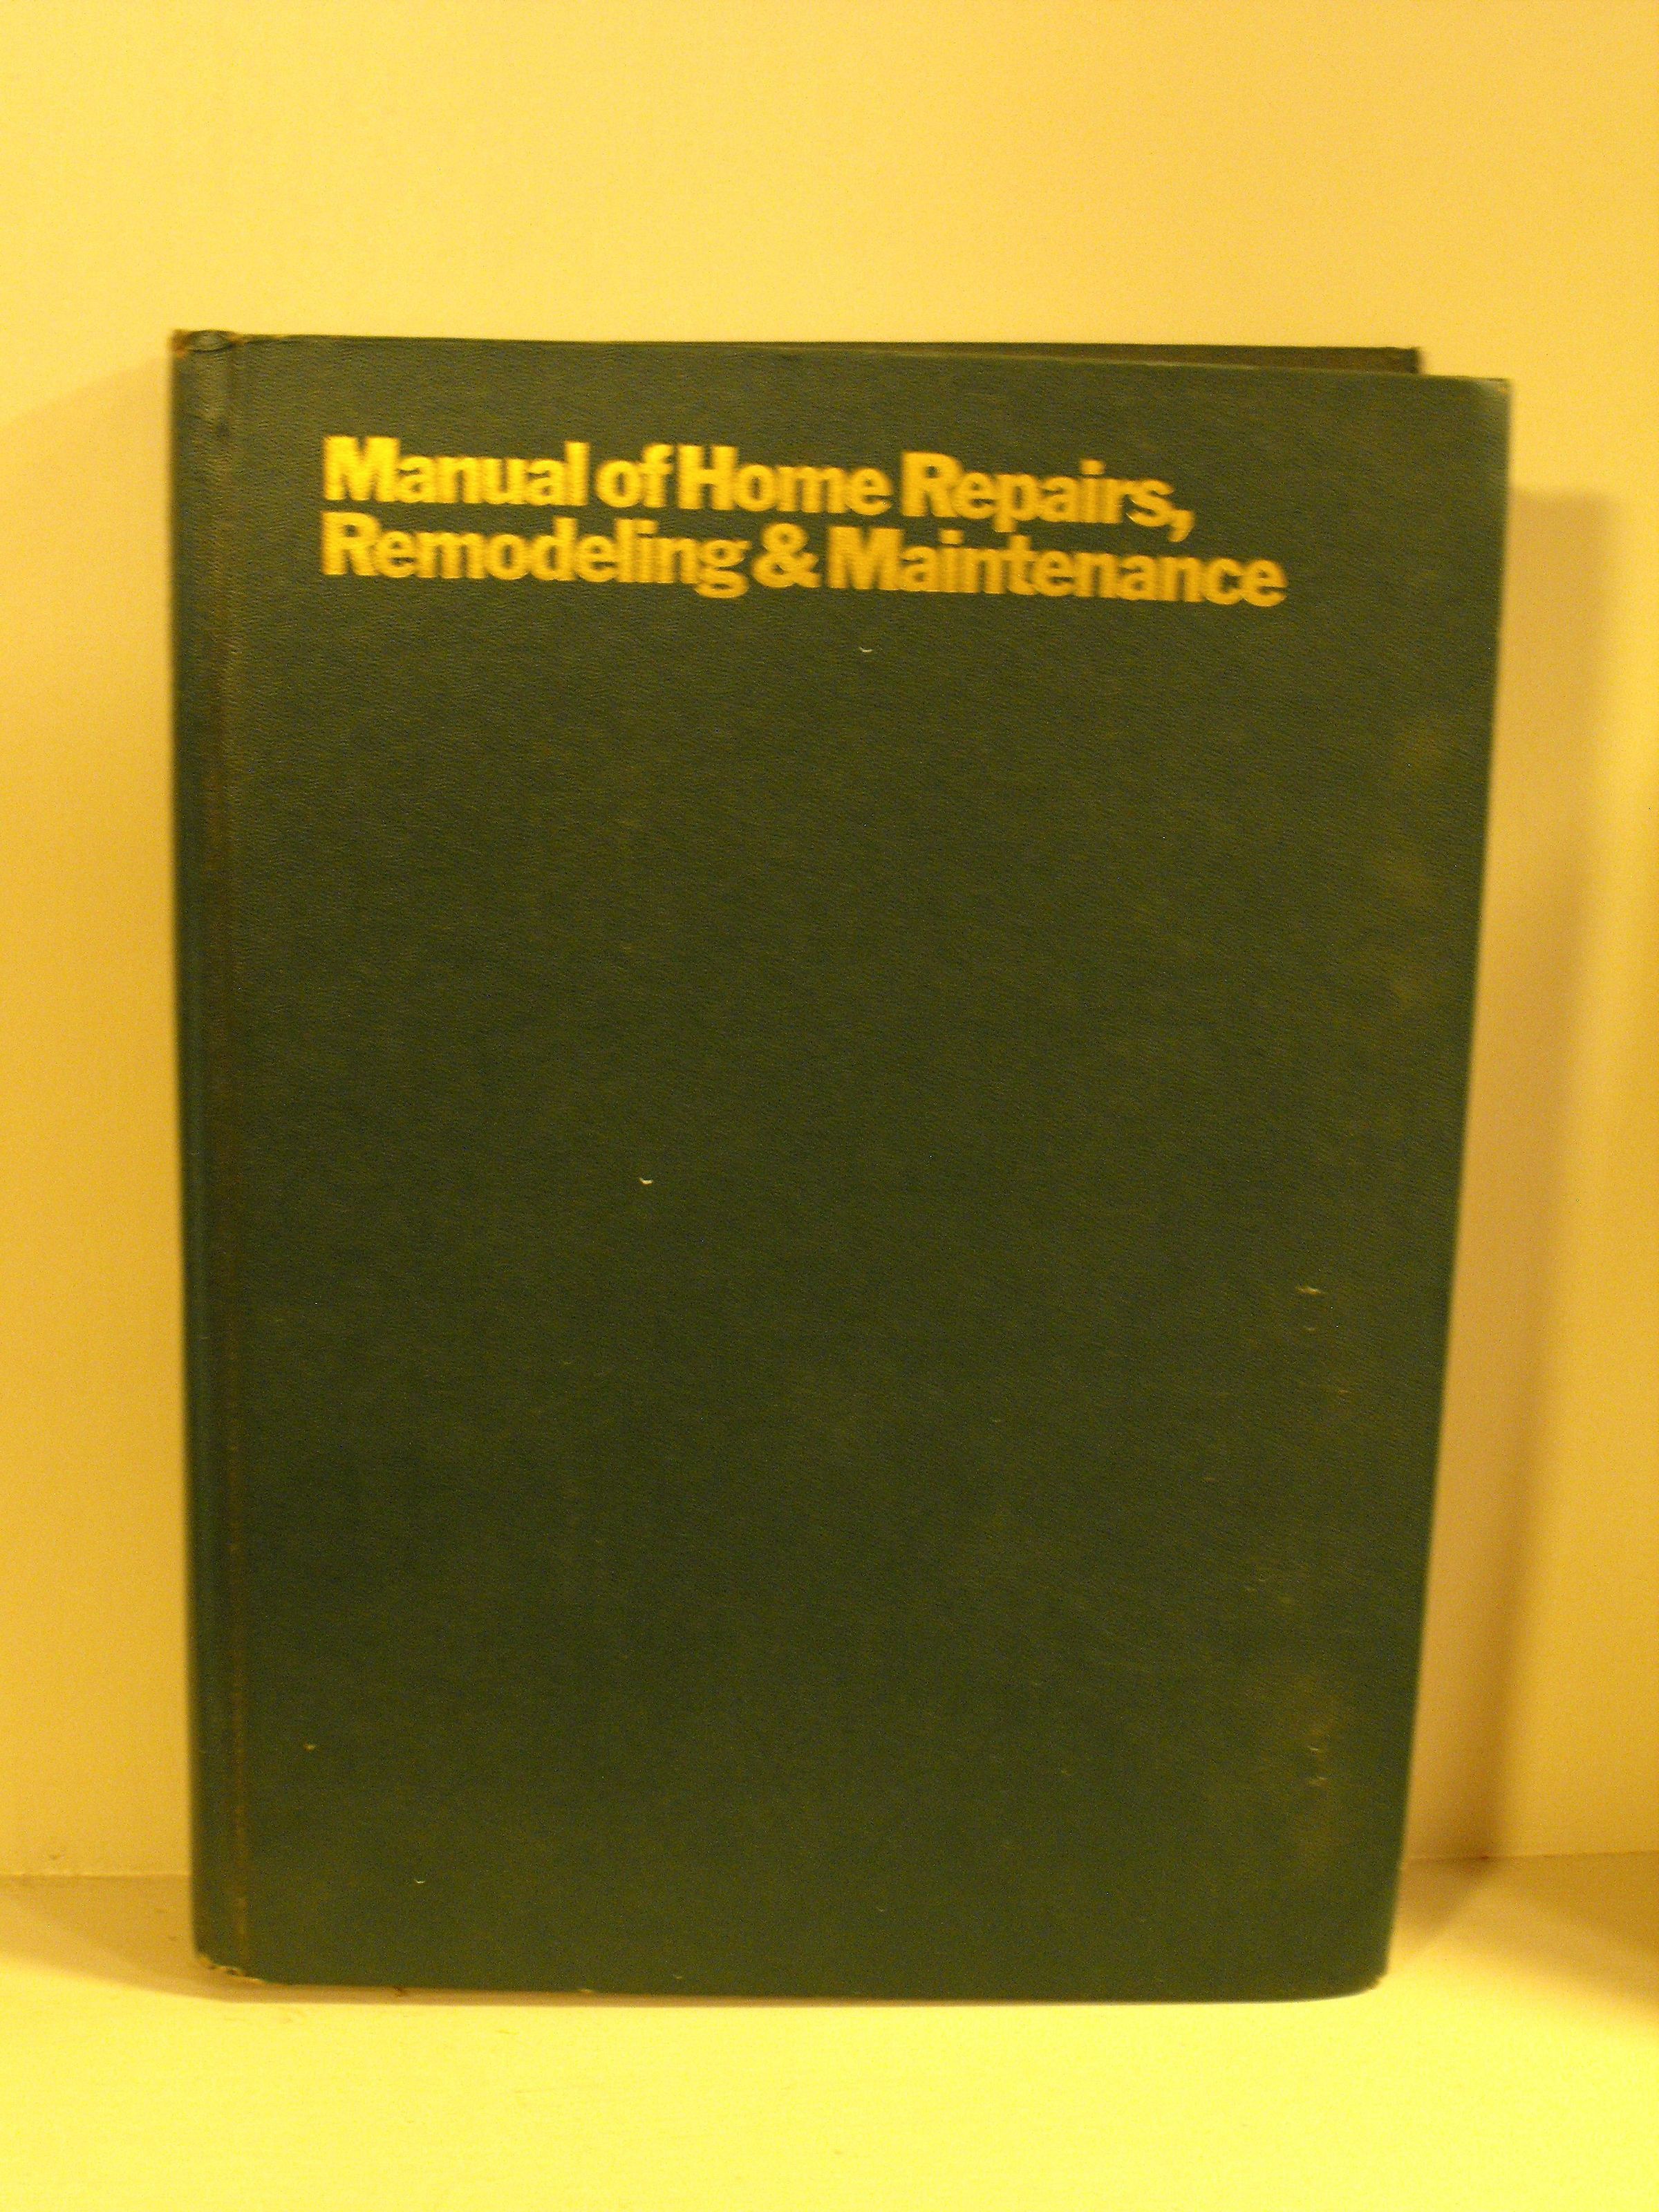 Manual of Home Repairs,
Remodeling & Maintenance